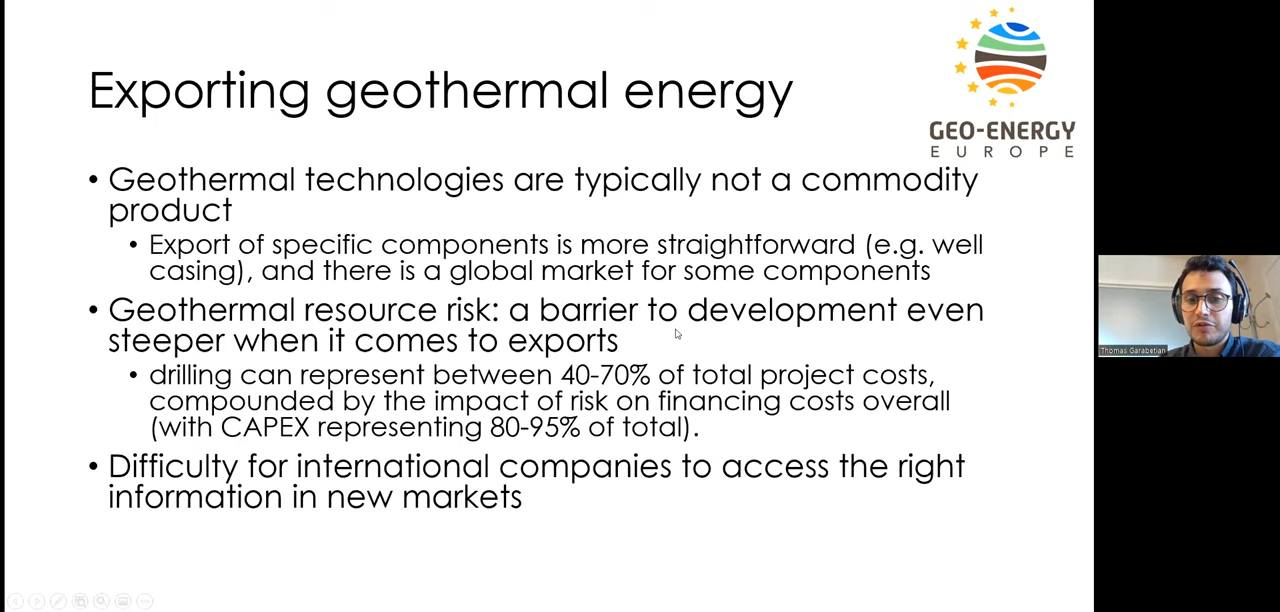 Exporting geothermal energy
GEO-ENERGY
EUROPE
• Geothermal technologies are typically not a commodity
product
• Export of specific components is more straightforward (e.g. well
casing), and there is a global market for some components
• Geothermal resource risk: a barrier to development even
steeper when it comes to exports
• drilling can represent between 40-70% of total project costs,
compounded by the impact of risk on financing costs overall
(with CAPEX representing 80-95% of total).
• Difficulty for international companies to access the right
information in new markets
Thomas Garabetian